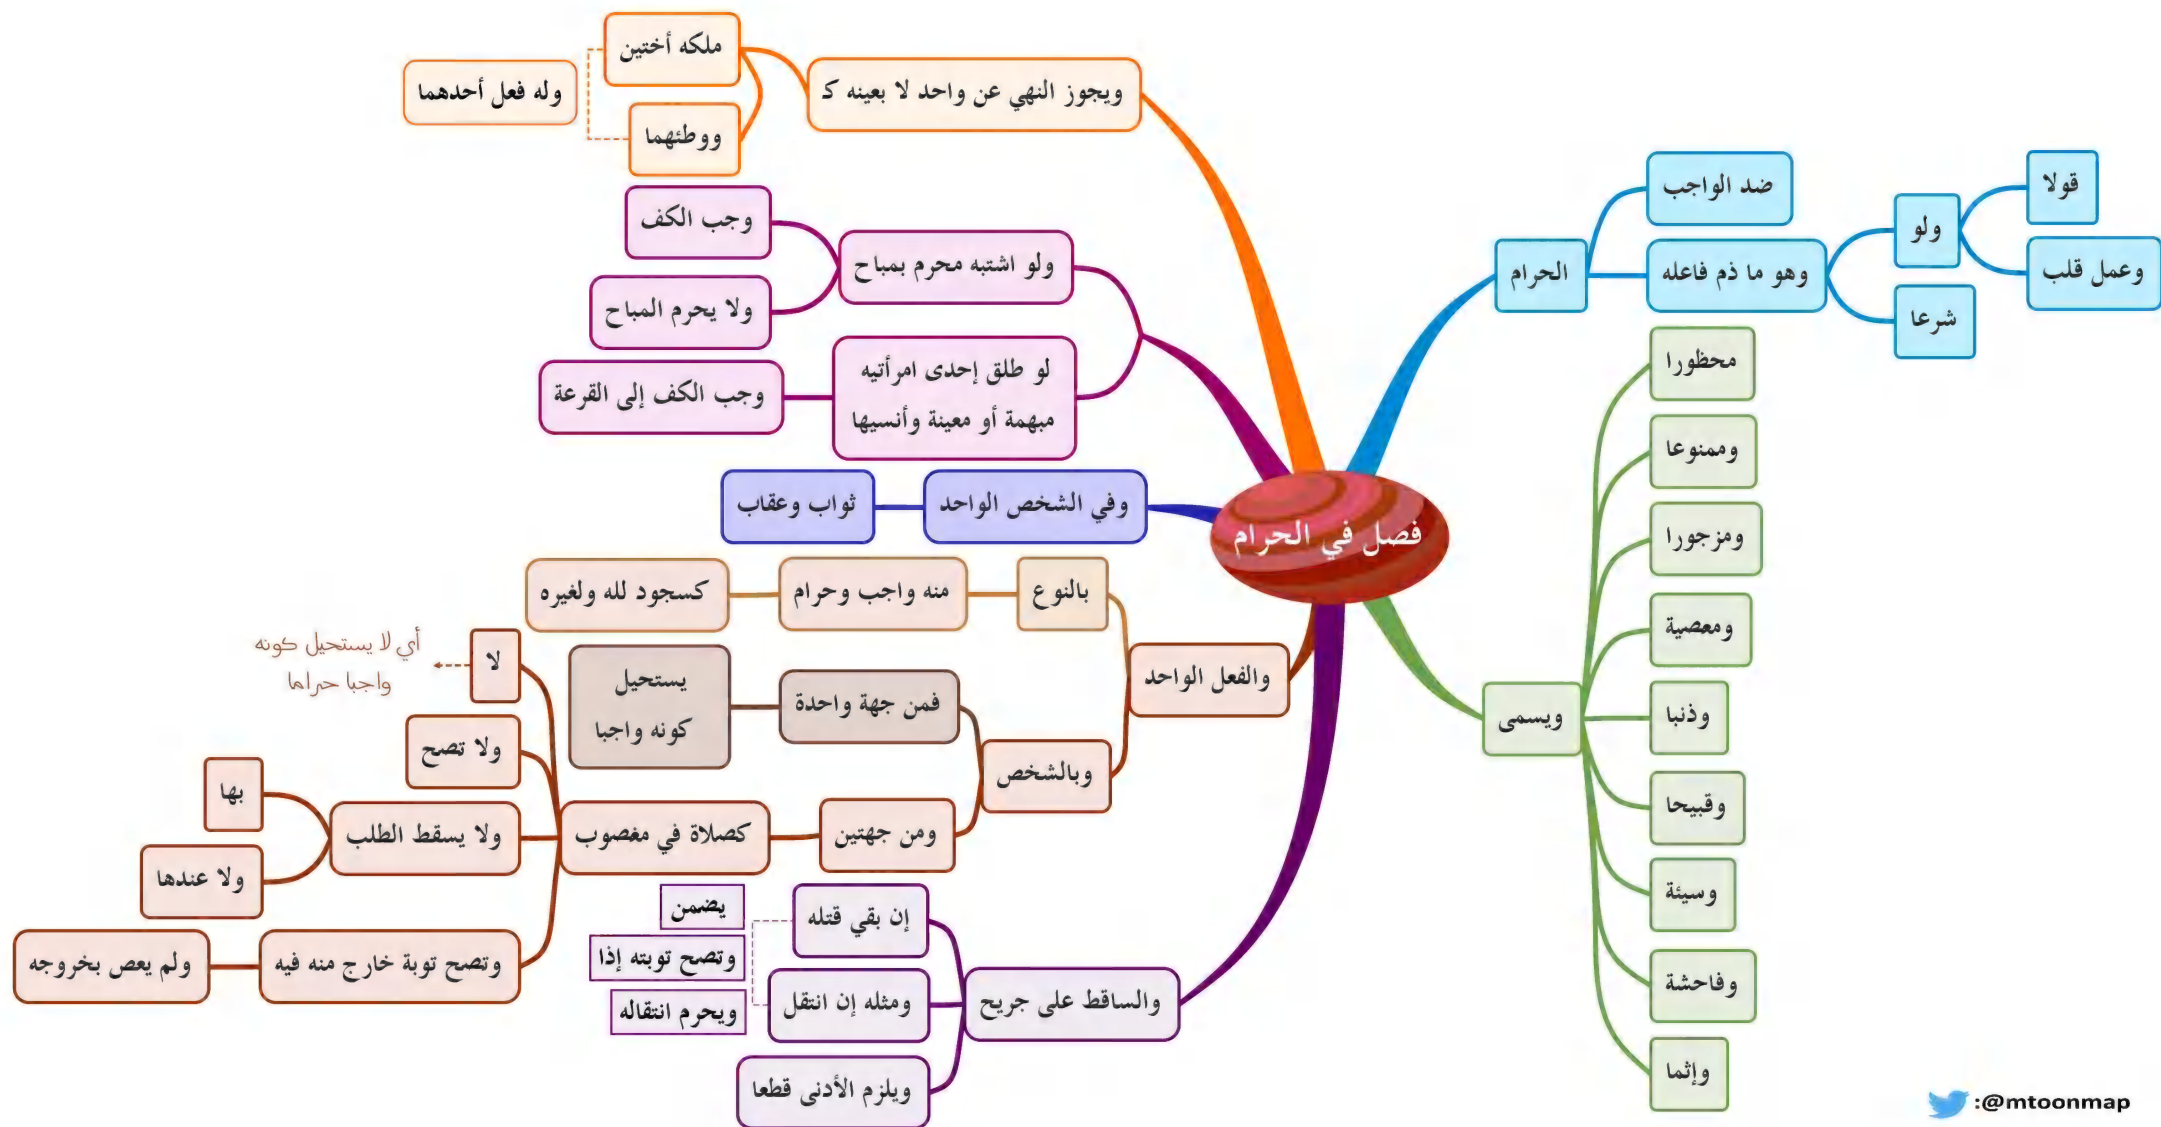 فصل في الحرام
الحرام
ضد الواجب
وهو ما ذم فاعله
ولو
قولا
وعمل قلب
شرعا
ويسمى
محظورا
وممنوعا
ومزجورا
ومعصية
وذنبا
وقبيحا
وسيئة
وفاحشة
وإثما
ويجوز النهي عن واحد لا بعينه كـ
ملكه أختين
ووطئهما
وله فعل أحدهما
ولو اشتبه محرم بمباح
وجب الكف
ولا يحرم المباح
لو طلق إحدى امرأتيه
مبهمة أو معينة وأنسيها
وجب الكف إلى القرعة
وفي الشخص الواحد
ثواب وعقاب
والفعل الواحد
بالنوع
منه واجب وحرام
كسجود لله ولغيره
وبالشخص
فمن جهة واحدة
يستحيل
كونه واجبا
ومن جهتين
كصلاة في مغصوب
لا
أي لا يستحيل كونه
واجبا حراما
ولا تصح
ولا يسقط الطلب
بها
ولا عندها
وتصح توبة خارج منه فيه
ولم يعص بخروجه
والساقط على جريح
إن بقي قتله
ومثله إن انتقل
يضمن
وتصح توبته إذا
ويحرم انتقاله
ويلزم الأدنى قطعا
:@mtoonmap